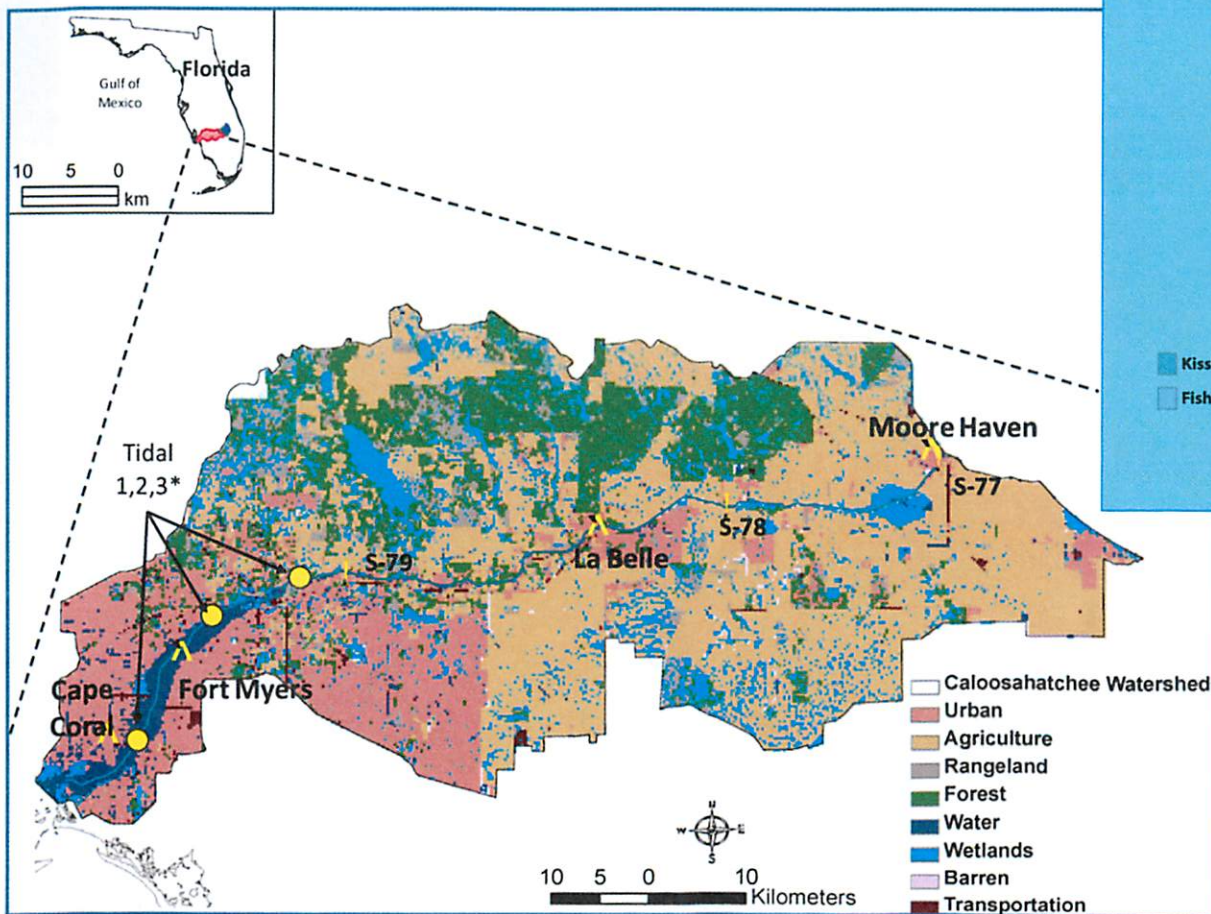 Florida
Gulf of
Mexico
10 5 0
km
Tidal
1,2,3*
Moore Haven
S-77
S-78
La Belle
S-79
Fort Myers
Cape
Coral
Caloosahatchee Watershed
Urban
Agriculture
Rangeland
Forest
Water
Wetlands
Barren
Transportation
N
W E
S
10 5 0 10
Kilometers
Kiss
Fish